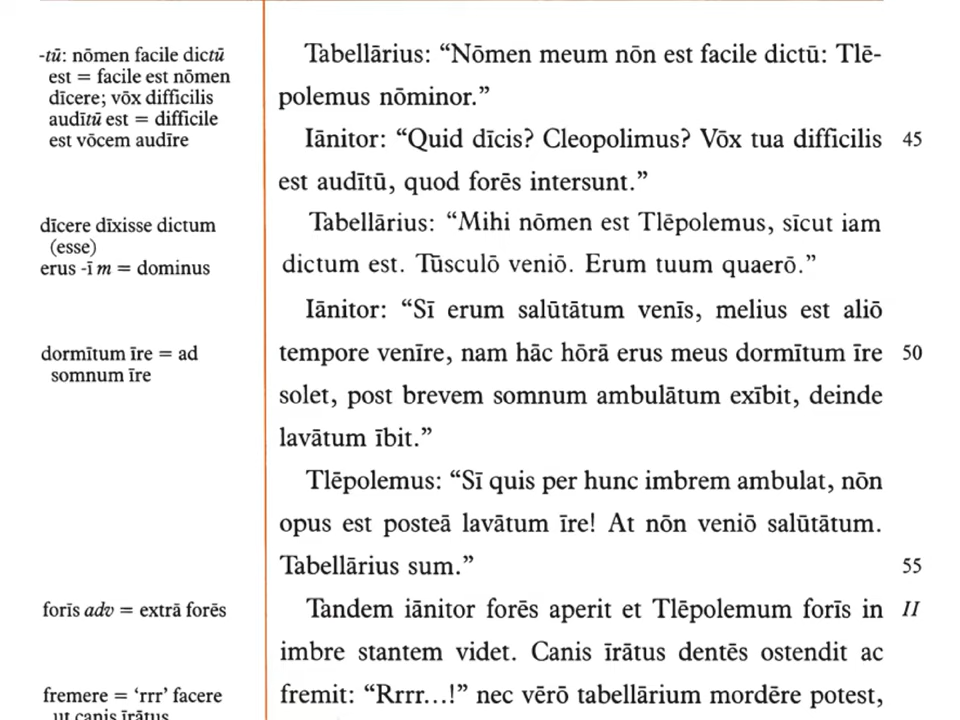 -tū: nōmen facile dictū
est = facile est nōmen
dīcere; vōx difficilis
audītū est = difficile
est vōcem audīre
dīcere dīxisse dictum
(esse)
erus -ī m = dominus
dormītum īre = ad
somnum īre
forīs adv = extrā forēs
fremere = ‘rrr’ facere
ut canis īrātus
Tabellārius: “Nōmen meum nōn est facile dictū: Tlē-
polemus nōminor.”
Iānitor: “Quid dīcis? Cleopolimus? Vōx tua difficilis 45
est audītū, quod forēs intersunt.”
Tabellārius: “Mihi nōmen est Tlēpolemus, sīcut iam
dictum est. Tūsculō veniō. Erum tuum quaerō.”
Iānitor: “Sī erum salūtātum venīs, melius est aliō
tempore venīre, nam hāc hōrā erus meus dormītum īre 50
solet, post brevem somnum ambulātum exībit, deinde
lavātum ībit.”
Tlēpolemus: “Sī quis per hunc imbrem ambulat, nōn
opus est posteā lavātum īre! At nōn veniō salūtātum.
Tabellārius sum.” 55
Tandem iānitor forēs aperit et Tlēpolemum forīs in II
imbre stantem videt. Canis īrātus dentēs ostendit ac
fremit: “Rrrr...!” nec vērō tabellārium mordēre potest,